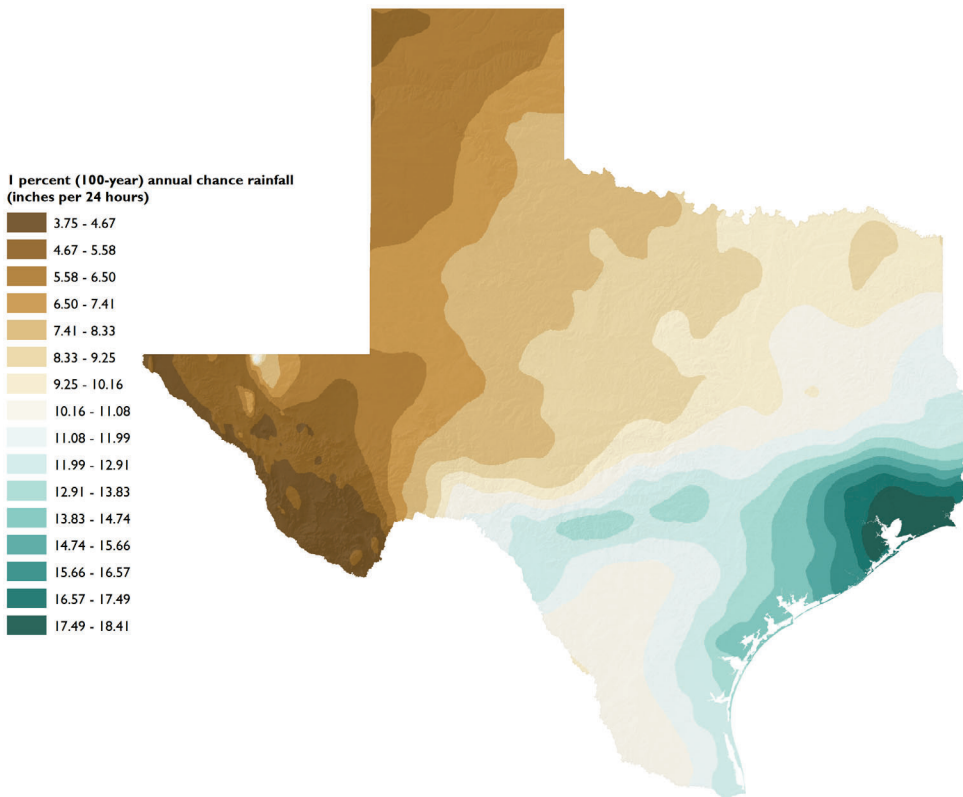 1 percent (100-year) annual chance rainfall
(inches per 24 hours)
3.75 - 4.67
4.67 - 5.58
5.58 - 6.50
6.50 - 7.41
7.41 - 8.33
8.33 - 9.25
9.25 - 10.16
10.16 - 11.08
11.08 - 11.99
11.99 - 12.91
12.91 - 13.83
13.83 - 14.74
14.74 - 15.66
15.66 - 16.57
16.57 - 17.49
17.49 - 18.41